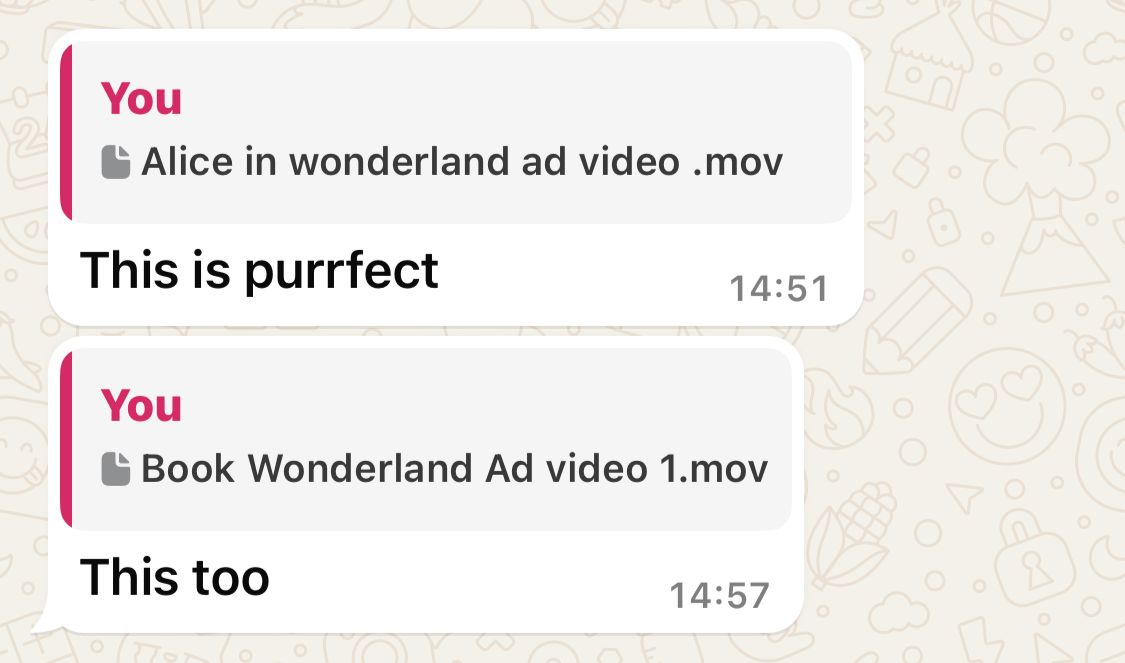 You
Alice in wonderland ad video .mov
This is purrfect
14:51
You
Book Wonderland Ad video 1.mov
This too
14:57